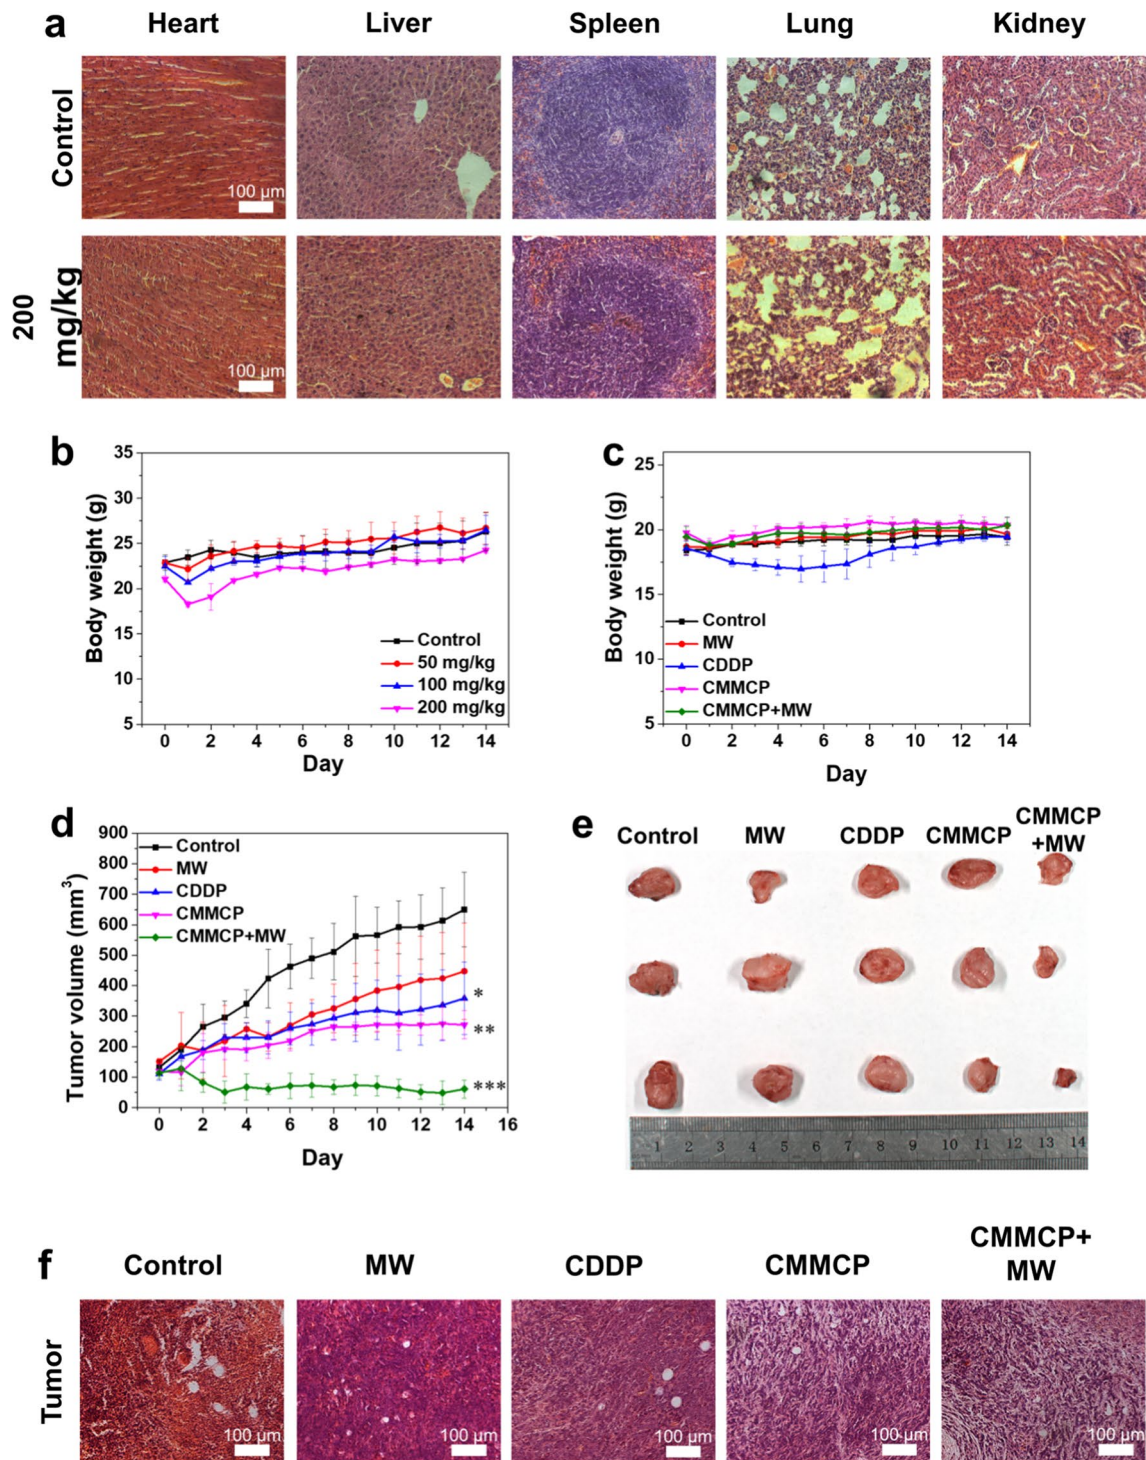 a
Heart Liver Spleen Lung Kidney
Control
100 µm
200
mg/kg
100 µm
b
Body weight (g)
35
30
25
20
15
10
5
Control
50 mg/kg
100 mg/kg
200 mg/kg
0 2 4 6 8 10 12 14
Day
c
Body weight (g)
25
20
15
10
5
Control
MW
CDDP
CMMCP
CMMCP+MW
0 2 4 6 8 10 12 14
Day
d
Tumor volume (mm³)
900
800
700
600
500
400
300
200
100
0
Control
MW
CDDP
CMMCP
CMMCP+MW
*
**
***
0 2 4 6 8 10 12 14 16
Day
e
Control MW CDDP CMMCP CMMCP
+MW
1 2 3 4 5 6 7 8 9 10 11 12 13 14
f
Control MW CDDP CMMCP CMMCP+
MW
Tumor
100 µm 100 µm 100 µm 100 µm 100 µm